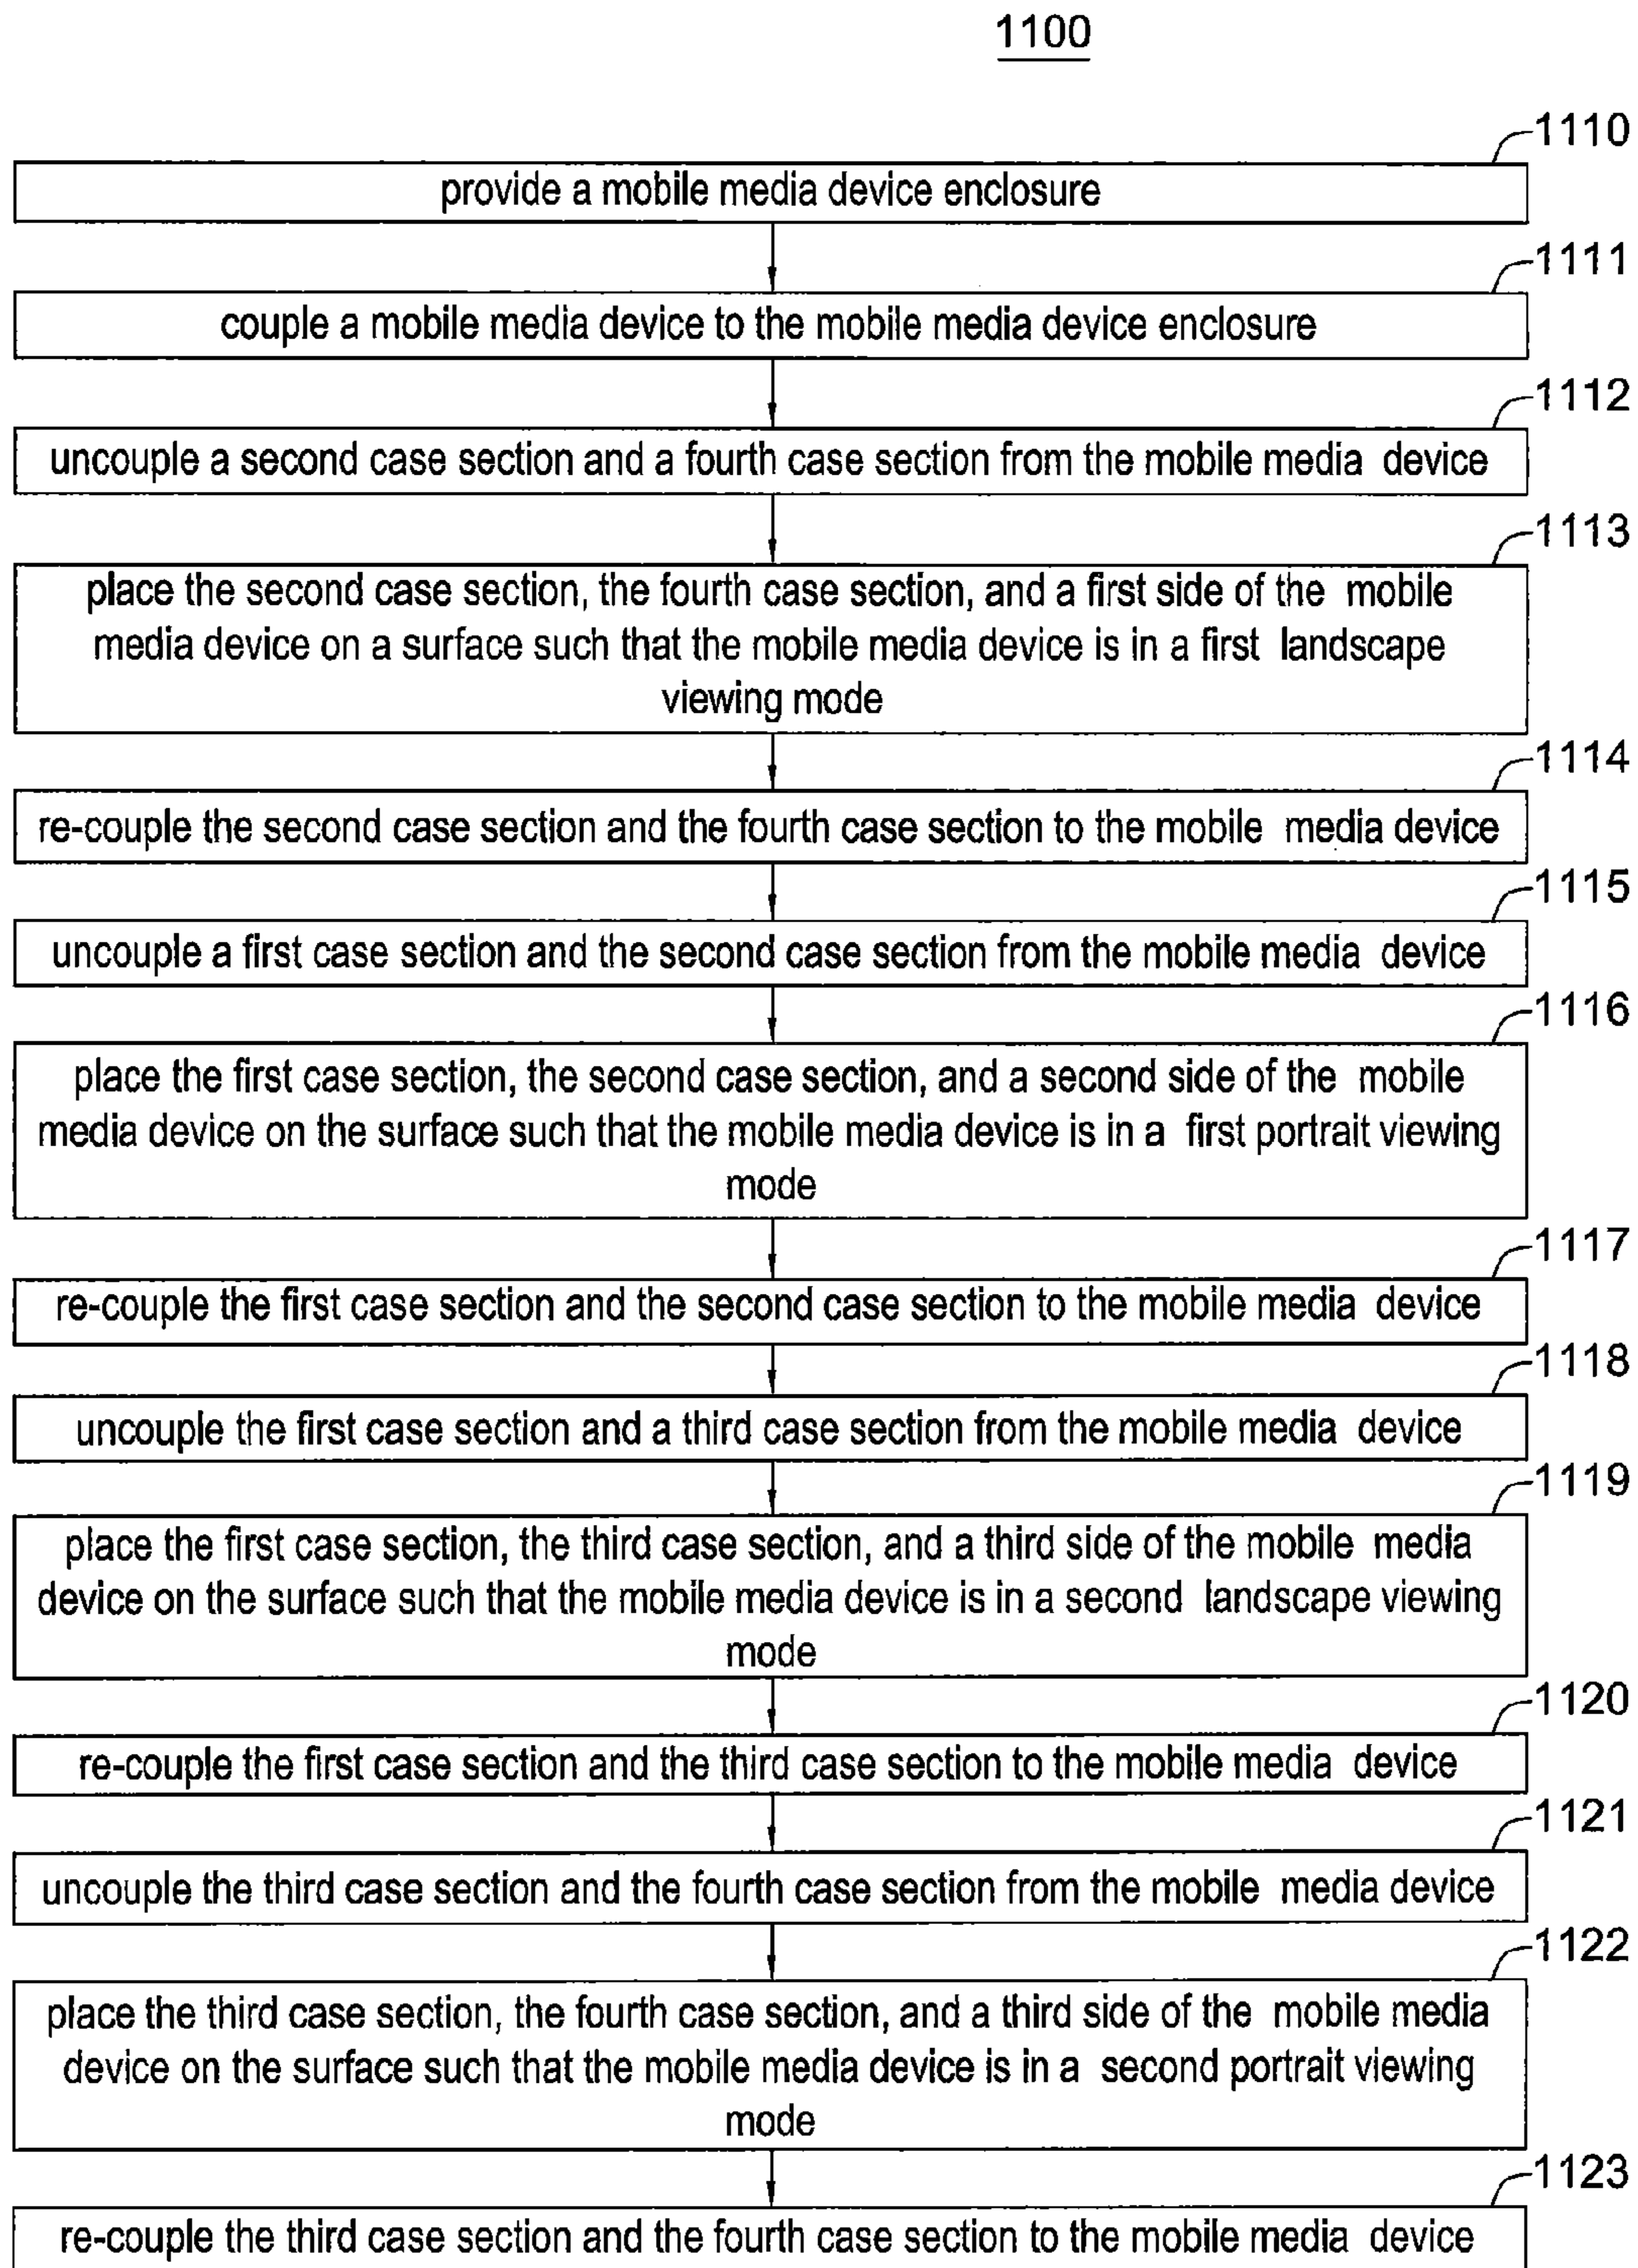 1100
1110
provide a mobile media device enclosure
1111
couple a mobile media device to the mobile media device enclosure
1112
uncouple a second case section and a fourth case section from the mobile media device
1113
place the second case section, the fourth case section, and a first side of the mobile
media device on a surface such that the mobile media device is in a first landscape
viewing mode
1114
re-couple the second case section and the fourth case section to the mobile media device
1115
uncouple a first case section and the second case section from the mobile media device
1116
place the first case section, the second case section, and a second side of the mobile
media device on the surface such that the mobile media device is in a first portrait viewing
mode
1117
re-couple the first case section and the second case section to the mobile media device
1118
uncouple the first case section and a third case section from the mobile media device
1119
place the first case section, the third case section, and a third side of the mobile media
device on the surface such that the mobile media device is in a second landscape viewing
mode
1120
re-couple the first case section and the third case section to the mobile media device
1121
uncouple the third case section and the fourth case section from the mobile media device
1122
place the third case section, the fourth case section, and a third side of the mobile media
device on the surface such that the mobile media device is in a second portrait viewing
mode
1123
re-couple the third case section and the fourth case section to the mobile media device